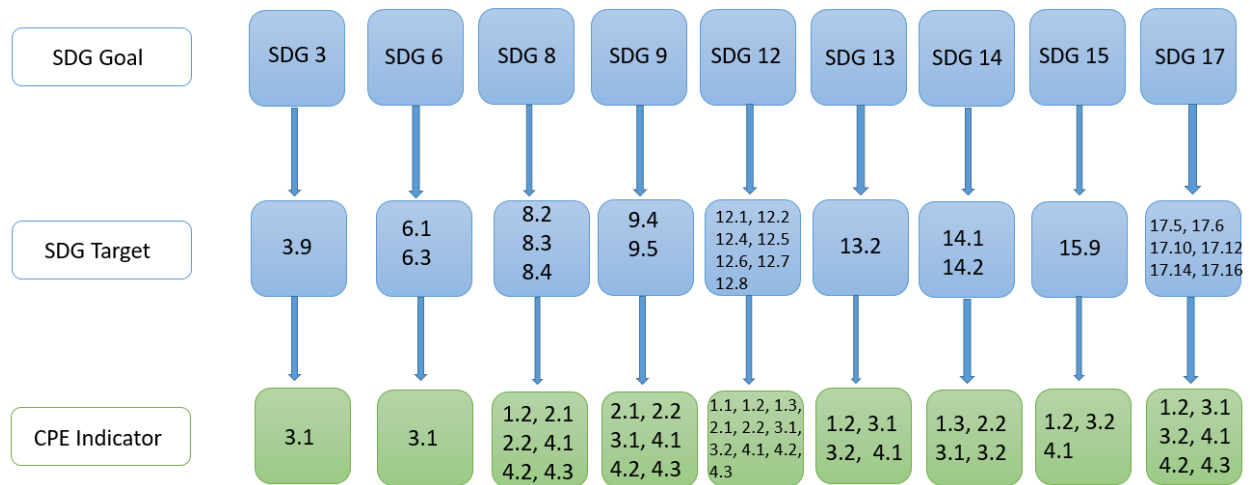 SDG Goal
SDG 3
SDG 6
SDG 8
SDG 9
SDG 12
SDG 13
SDG 14
SDG 15
SDG 17
SDG Target
3.9
6.1
6.3
8.2
8.3
8.4
9.4
9.5
12.1, 12.2
12.4, 12.5
12.6, 12.7
12.8
13.2
14.1
14.2
15.9
17.5, 17.6
17.10, 17.12
17.14, 17.16
CPE Indicator
3.1
3.1
1.2, 2.1
2.2, 4.1
4.2, 4.3
2.1, 2.2
3.1, 4.1
4.2, 4.3
1.1, 1.2, 1.3,
2.1, 2.2, 3.1,
3.2, 4.1, 4.2,
4.3
1.2, 3.1
3.2, 4.1
1.3, 2.2
3.1, 3.2
1.2, 3.2
4.1
1.2, 3.1
3.2, 4.1
4.2, 4.3